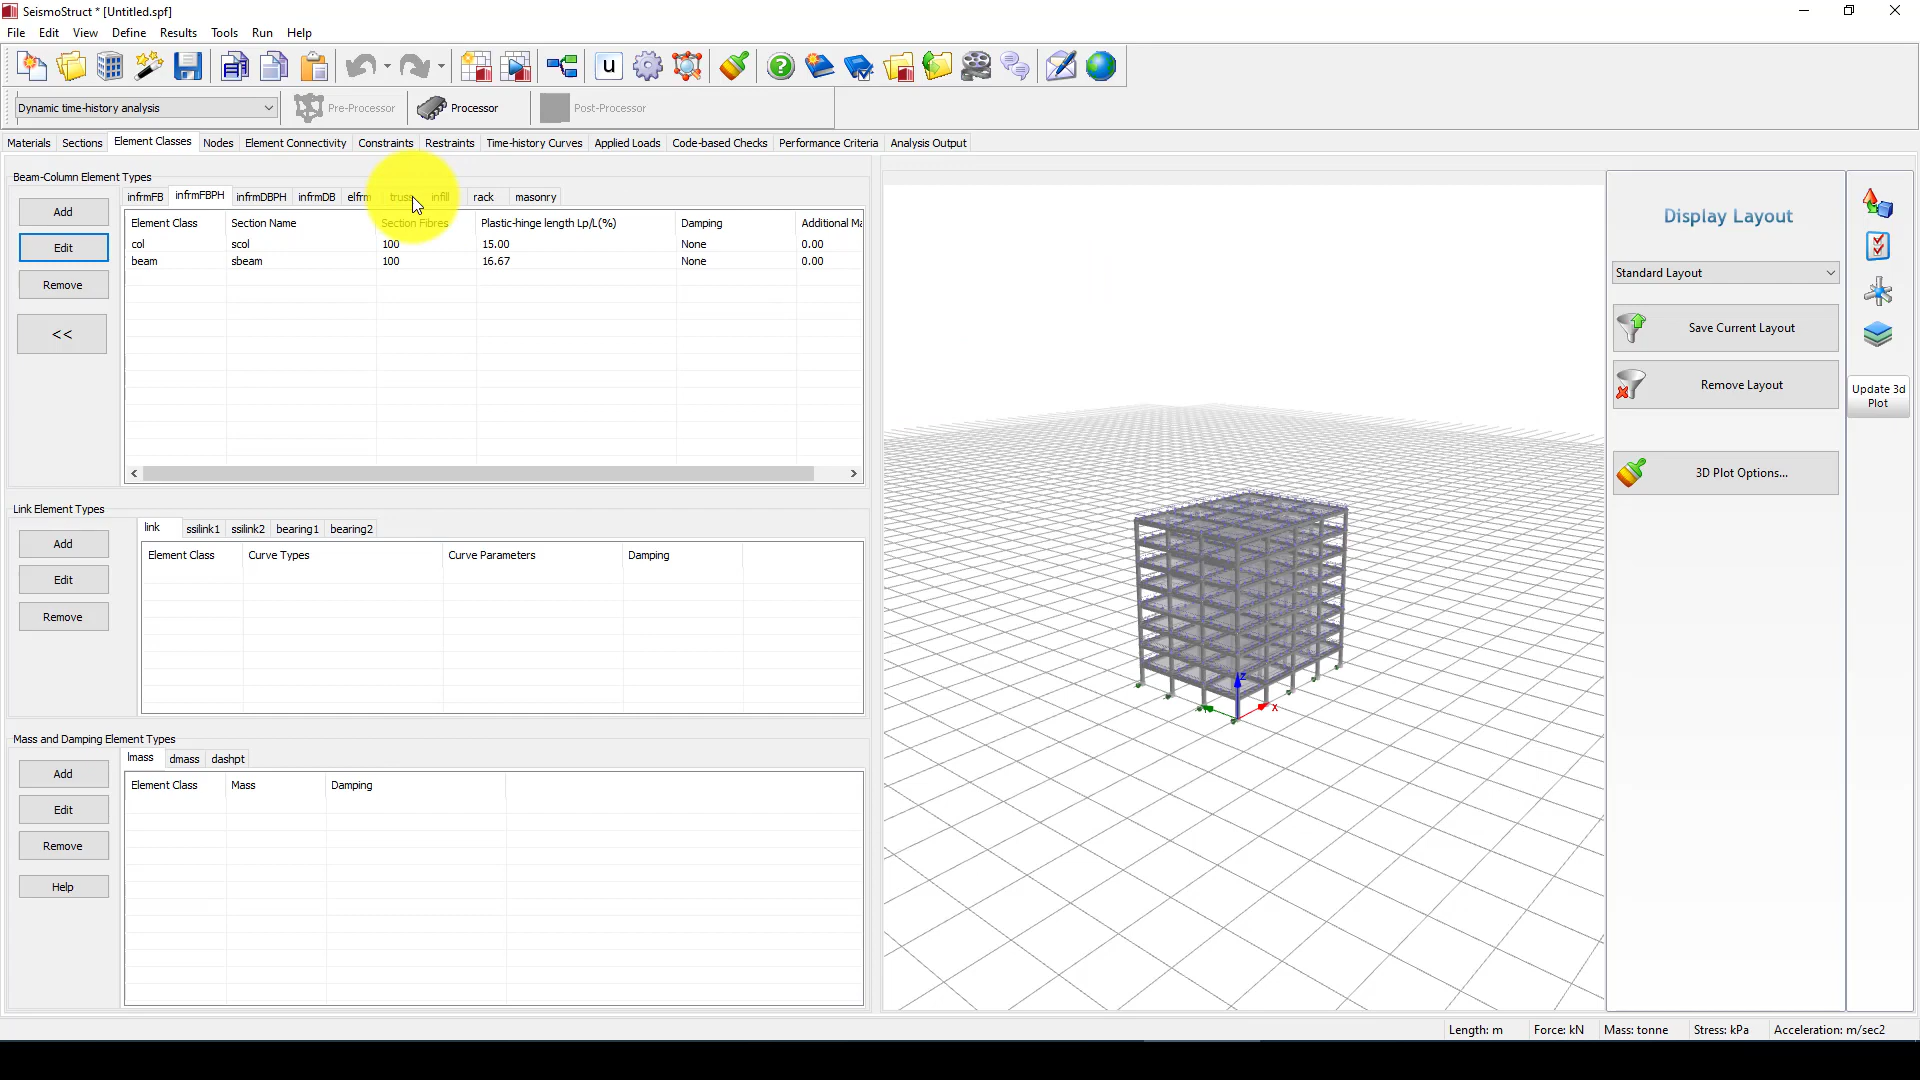 SeismoStruct * [Untitled.spf]
File Edit View Define Results Tools Run Help
u ?
Dynamic time-history analysis Pre-Processor Processor Post-Processor
Materials Sections Element Classes Nodes Element Connectivity Constraints Restraints Time-history Curves Applied Loads Code-based Checks Performance Criteria Analysis Output
Beam-Column Element Types
infrmFB infrmFBPH infrmDBPH infrmDB elfrm truss infill rack masonry
Add
Edit
Remove
<<
Element Class Section Name Section Fibres Plastic-hinge length Lp/L(%) Damping Additional Ma
col scol 100 15.00 None 0.00
beam sbeam 100 16.67 None 0.00
Link Element Types
link ssilink1 ssilink2 bearing1 bearing2
Add
Edit
Remove
Element Class Curve Types Curve Parameters Damping
Mass and Damping Element Types
lmass dmass dashpt
Add
Edit
Remove
Help
Element Class Mass Damping
z
x
Display Layout
Standard Layout
Save Current Layout
Remove Layout
3D Plot Options...
Update 3d
Plot
Length: m Force: kN Mass: tonne Stress: kPa Acceleration: m/sec2